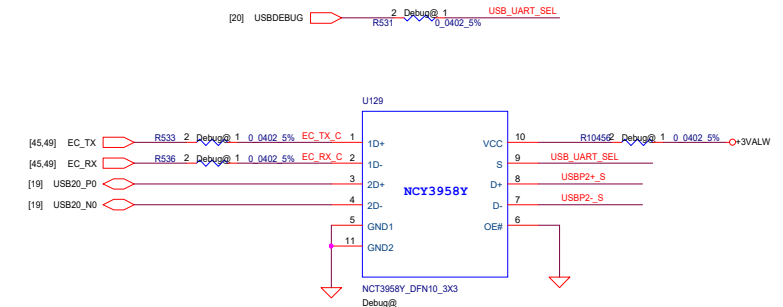 [20] USBDEBUG R531 2 Debug@ 1 0_0402_5% USB_UART_SEL
U129
[45,49] EC_TX R533 2 Debug@ 1 0_0402_5% EC_TX_C 1 1D+ VCC 10 R10456 2 Debug@ 1 0_0402_5% +3VALW
[45,49] EC_RX R536 2 Debug@ 1 0_0402_5% EC_RX_C 2 1D- S 9 USB_UART_SEL
[19] USB20_P0 3 2D+ NCY3958Y D+ 8 USBP2+_S
[19] USB20_N0 4 2D- D- 7 USBP2-_S
5 GND1 OE# 6
11 GND2
NCT3958Y_DFN10_3X3
Debug@